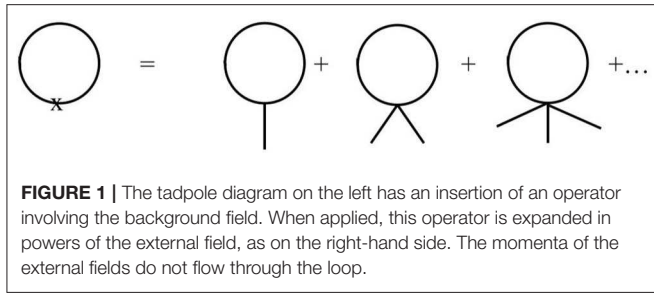 x
= + + +...
FIGURE 1 | The tadpole diagram on the left has an insertion of an operator
involving the background field. When applied, this operator is expanded in
powers of the external field, as on the right-hand side. The momenta of the
external fields do not flow through the loop.